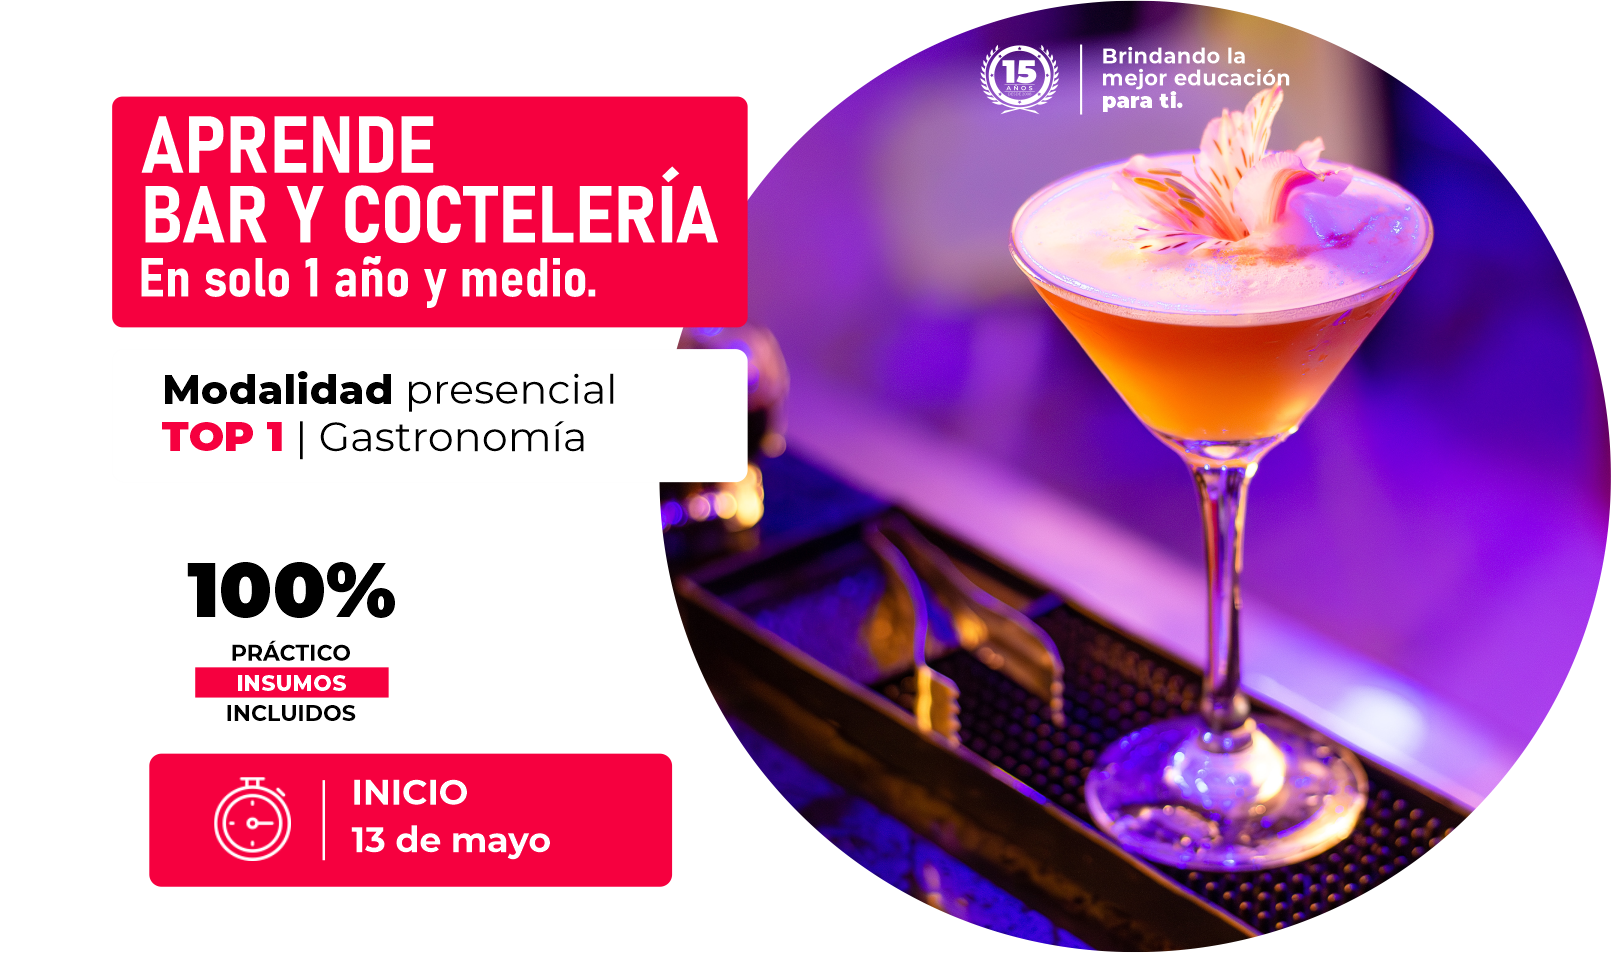 APRENDE
BAR Y COCTELERÍA
En solo 1 año y medio.
Modalidad presencial
TOP 1 | Gastronomía
100%
PRÁCTICO
INSUMOS
INCLUIDOS
INICIO
13 de mayo
15
AÑOS
Brindando la
mejor educación
para ti.